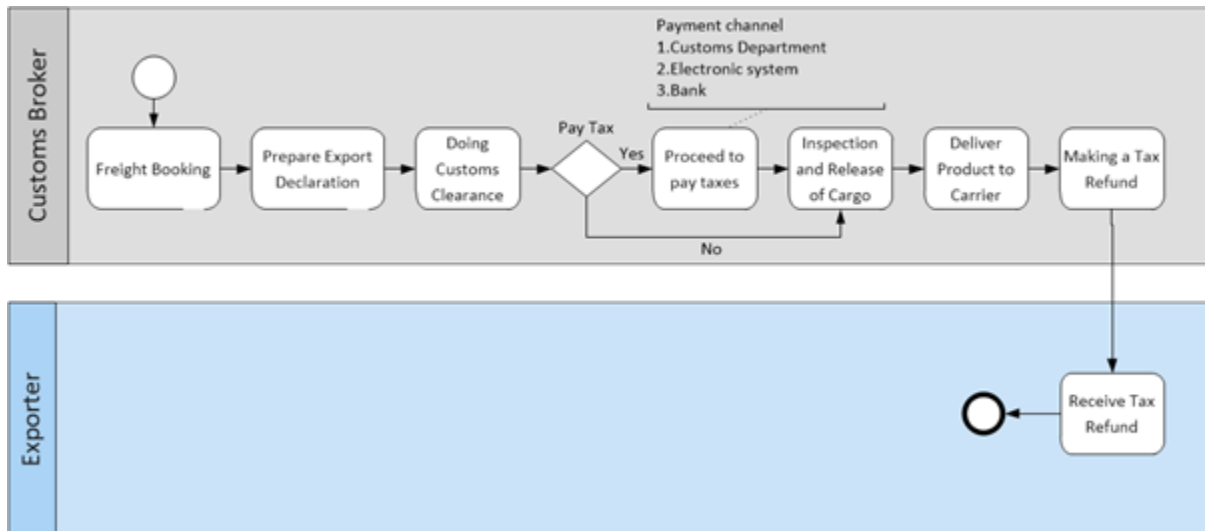 Customs Broker
Payment channel
1.Customs Department
2.Electronic system
3.Bank
Freight Booking
Prepare Export
Declaration
Doing
Customs
Clearance
Pay Tax
Yes
No
Proceed to
pay taxes
Inspection
and Release
of Cargo
Deliver
Product to
Carrier
Making a Tax
Refund
Exporter
Receive Tax
Refund